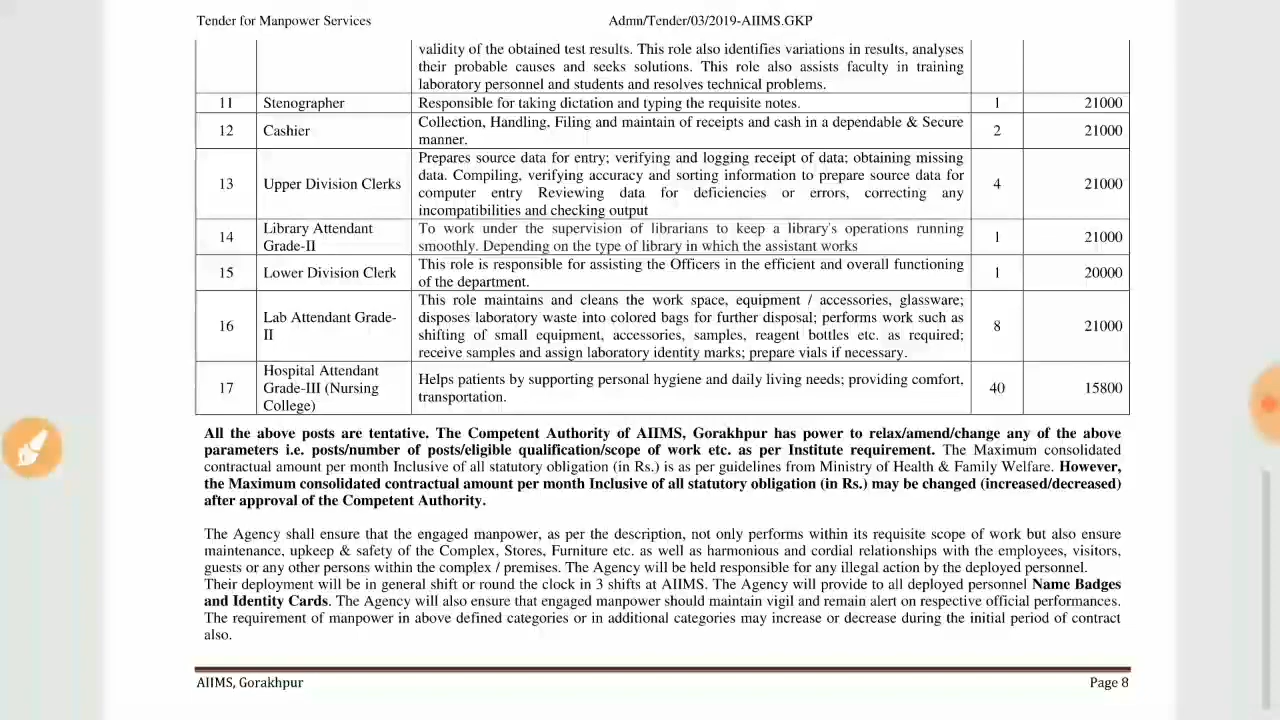 Tender for Manpower Services Admn/Tender/03/2019-AIIMS.GKP
validity of the obtained test results. This role also identifies variations in results, analyses
their probable causes and seeks solutions. This role also assists faculty in training
laboratory personnel and students and resolves technical problems.
11 Stenographer Responsible for taking dictation and typing the requisite notes. 1 21000
12 Cashier Collection, Handling, Filing and maintain of receipts and cash in a dependable & Secure
manner. 2 21000
13 Upper Division Clerks Prepares source data for entry; verifying and logging receipt of data; obtaining missing
data. Compiling, verifying accuracy and sorting information to prepare source data for
computer entry Reviewing data for deficiencies or errors, correcting any
incompatibilities and checking output 4 21000
14 Library Attendant
Grade-II To work under the supervision of librarians to keep a library's operations running
smoothly. Depending on the type of library in which the assistant works 1 21000
15 Lower Division Clerk This role is responsible for assisting the Officers in the efficient and overall functioning
of the department. 1 20000
16 Lab Attendant Grade-
II This role maintains and cleans the work space, equipment / accessories, glassware;
disposes laboratory waste into colored bags for further disposal; performs work such as
shifting of small equipment, accessories, samples, reagent bottles etc. as required;
receive samples and assign laboratory identity marks; prepare vials if necessary. 8 21000
17 Hospital Attendant
Grade-III (Nursing
College) Helps patients by supporting personal hygiene and daily living needs; providing comfort,
transportation. 40 15800
All the above posts are tentative. The Competent Authority of AIIMS, Gorakhpur has power to relax/amend/change any of the above
parameters i.e. posts/number of posts/eligible qualification/scope of work etc. as per Institute requirement. The Maximum consolidated
contractual amount per month Inclusive of all statutory obligation (in Rs.) is as per guidelines from Ministry of Health & Family Welfare. However,
the Maximum consolidated contractual amount per month Inclusive of all statutory obligation (in Rs.) may be changed (increased/decreased)
after approval of the Competent Authority.
The Agency shall ensure that the engaged manpower, as per the description, not only performs within its requisite scope of work but also ensure
maintenance, upkeep & safety of the Complex, Stores, Furniture etc. as well as harmonious and cordial relationships with the employees, visitors,
guests or any other persons within the complex / premises. The Agency will be held responsible for any illegal action by the deployed personnel.
Their deployment will be in general shift or round the clock in 3 shifts at AIIMS. The Agency will provide to all deployed personnel Name Badges
and Identity Cards. The Agency will also ensure that engaged manpower should maintain vigil and remain alert on respective official performances.
The requirement of manpower in above defined categories or in additional categories may increase or decrease during the initial period of contract
also.
AIIMS, Gorakhpur Page 8